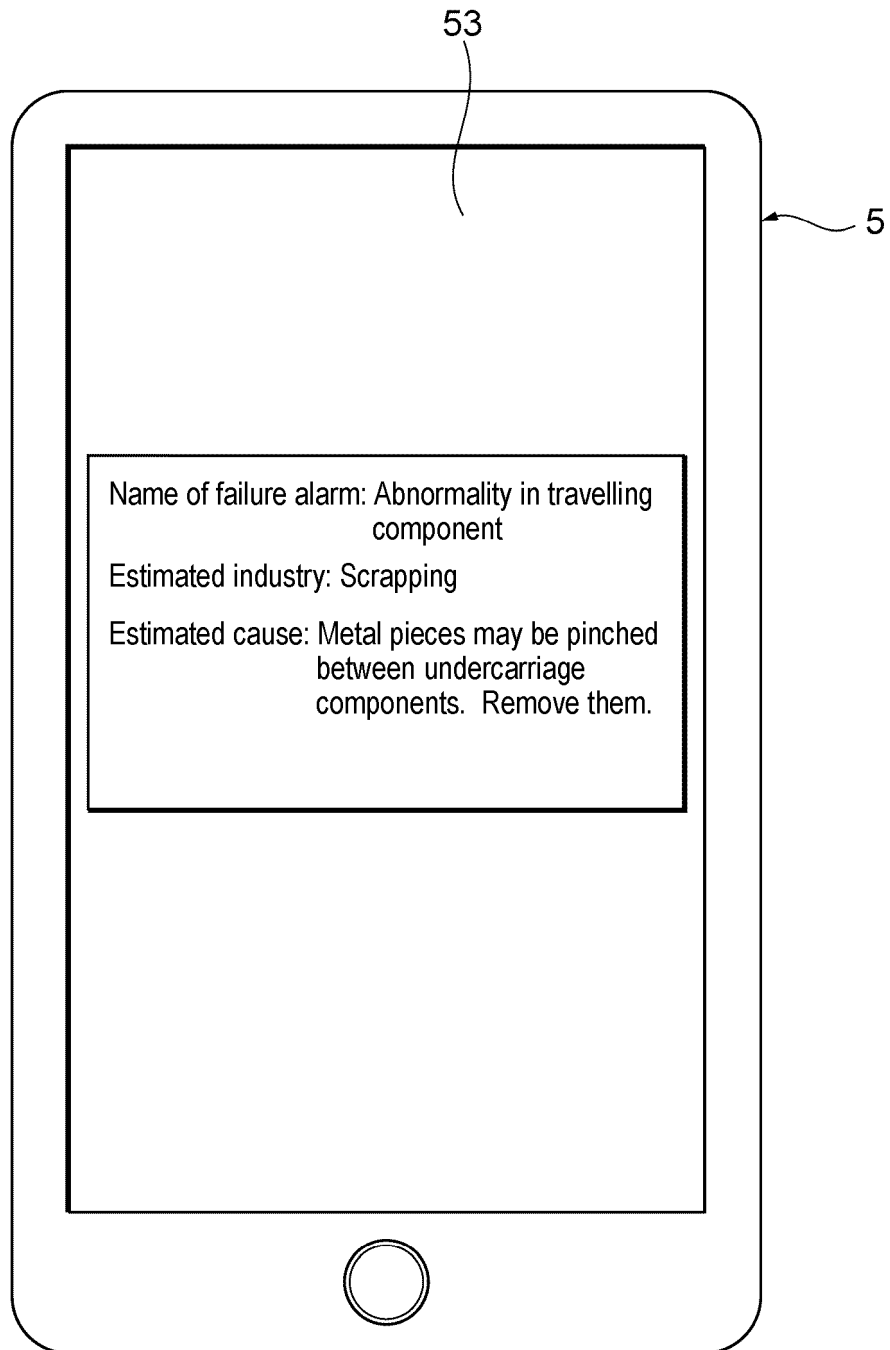 53
5
Name of failure alarm: Abnormality in travelling
component
Estimated industry: Scrapping
Estimated cause: Metal pieces may be pinched
between undercarriage
components. Remove them.